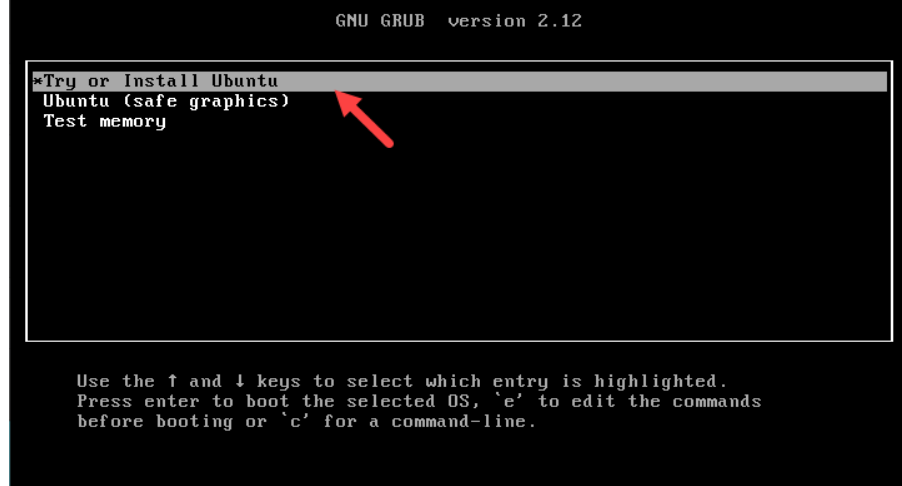 GNU GRUB  version 2.12
*Try or Install Ubuntu
Ubuntu (safe graphics)
Test memory
Use the ↑ and ↓ keys to select which entry is highlighted.
Press enter to boot the selected OS, `e' to edit the commands
before booting or `c' for a command-line.